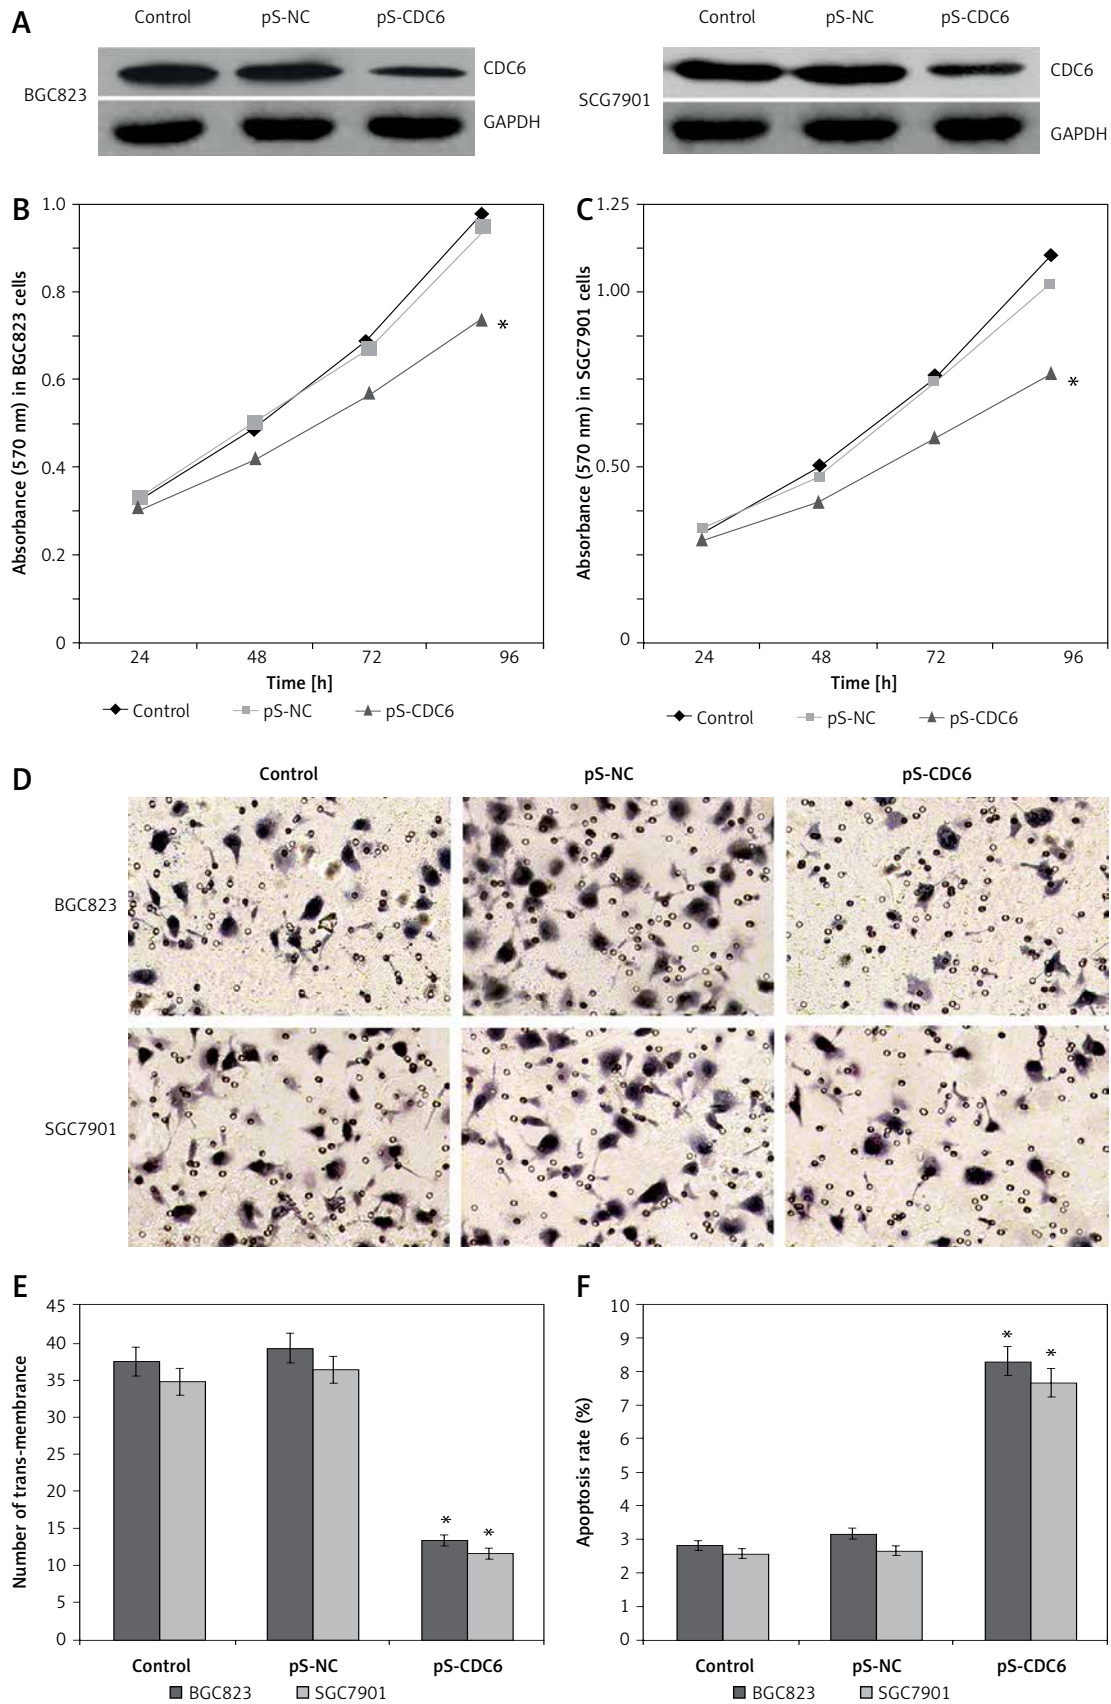 A
Control pS-NC pS-CDC6
BGC823
CDC6
GAPDH
Control pS-NC pS-CDC6
SCG7901
CDC6
GAPDH
B
Absorbance (570 nm) in BGC823 cells
1.0
0.8
0.6
0.4
0.2
0
24 48 72 96
Time [h]
Control pS-NC pS-CDC6
*
C
Absorbance (570 nm) in SGC7901 cells
1.25
1.00
0.75
0.50
0
24 48 72 96
Time [h]
Control pS-NC pS-CDC6
*
D
Control pS-NC pS-CDC6
BGC823
SGC7901
E
Number of trans-membrance
45
40
35
30
25
20
15
10
5
0
* *
Control pS-NC pS-CDC6
BGC823 SGC7901
F
Apoptosis rate (%)
10
9
8
7
6
5
4
3
2
1
0
* *
Control pS-NC pS-CDC6
BGC823 SGC7901